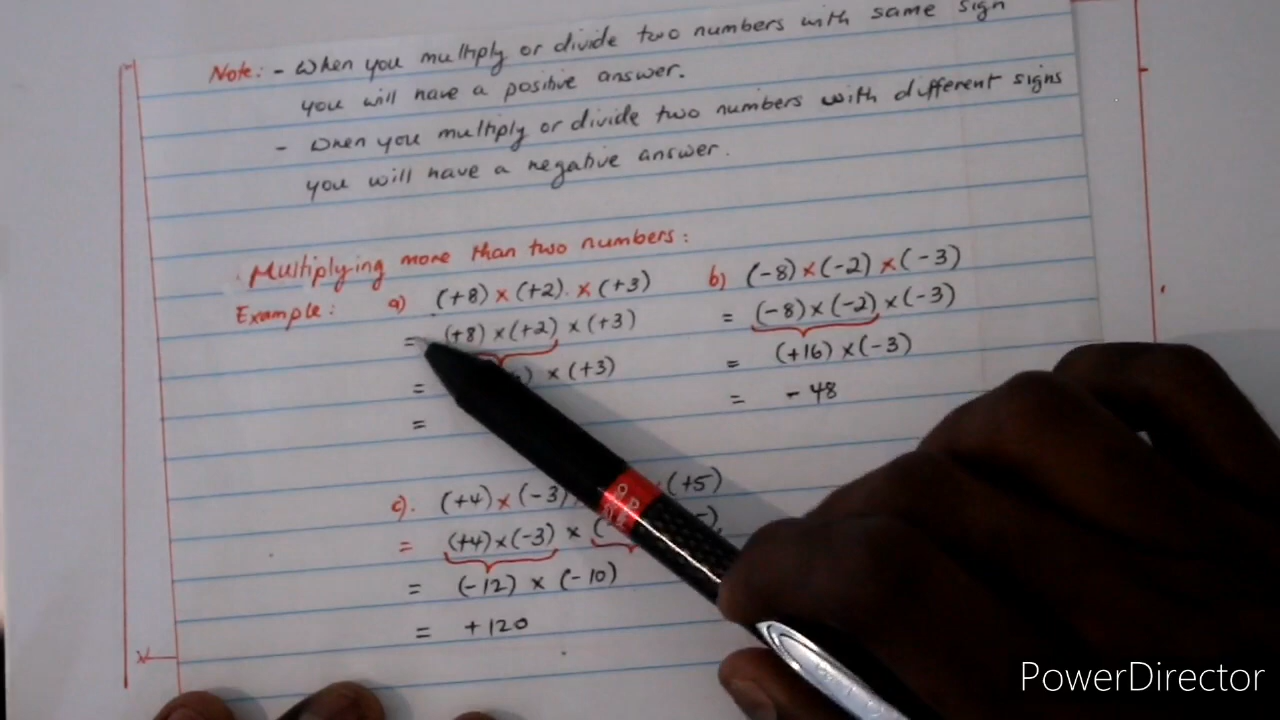 Note: - When you multiply or divide two numbers with same sign
you will have a positive answer.
- When you multiply or divide two numbers with different signs
you will have a negative answer.
Multiplying more than two numbers:
Example: a) (+8) × (+2). × (+3)
= (+8) × (+2) × (+3)
= ) × (+3)
=
b) (-8) × (-2) × (-3)
= (-8) × (-2) × (-3)
= (+16) × (-3)
= -48
c). (+4) × (-3) (+5)
= (+4) × (-3) × (
= (-12) × (-10)
= +120
PowerDirector